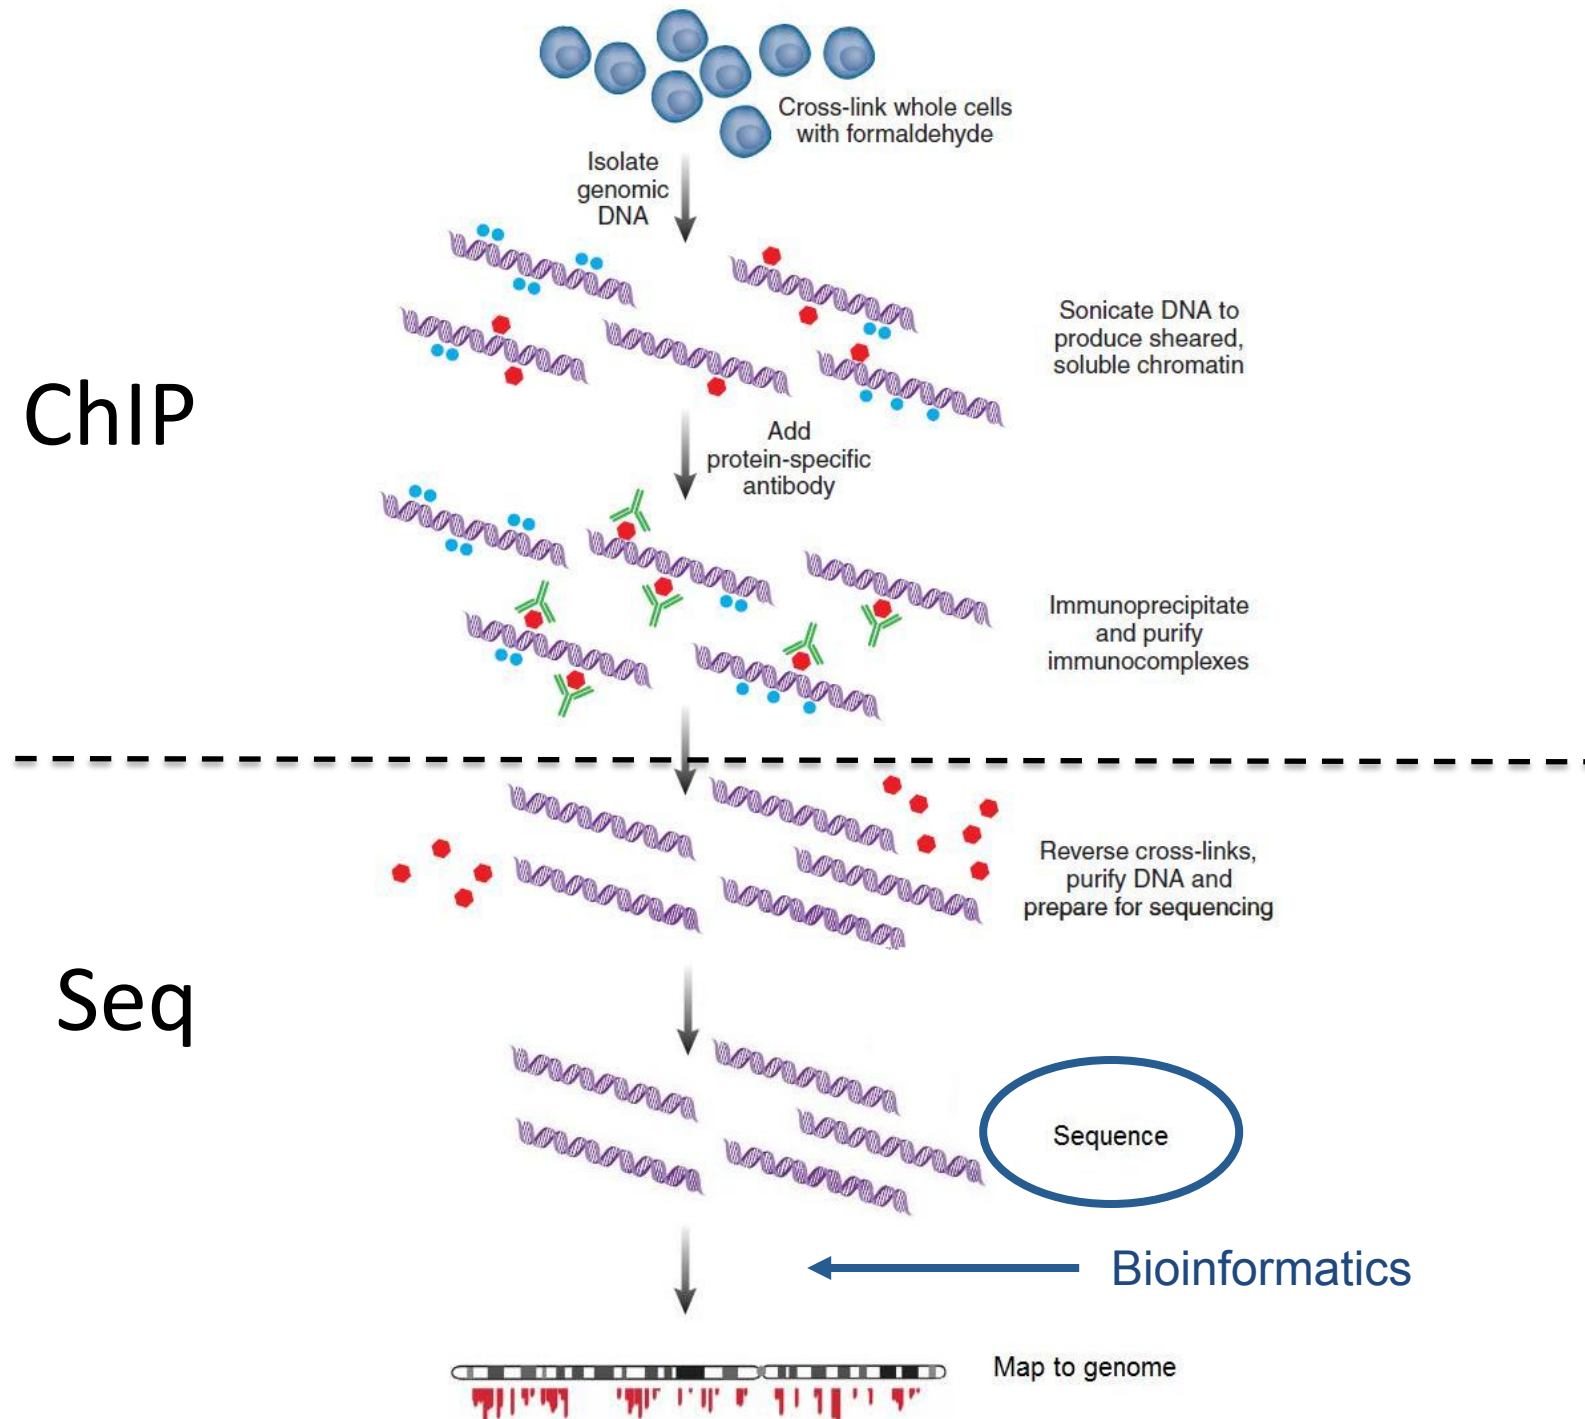 Cross-link whole cells
with formaldehyde
Isolate
genomic
DNA
Sonicate DNA to
produce sheared,
soluble chromatin
ChIP
Add
protein-specific
antibody
Immunoprecipitate
and purify
immunocomplexes
Reverse cross-links,
purify DNA and
prepare for sequencing
Seq
Sequence
Bioinformatics
Map to genome